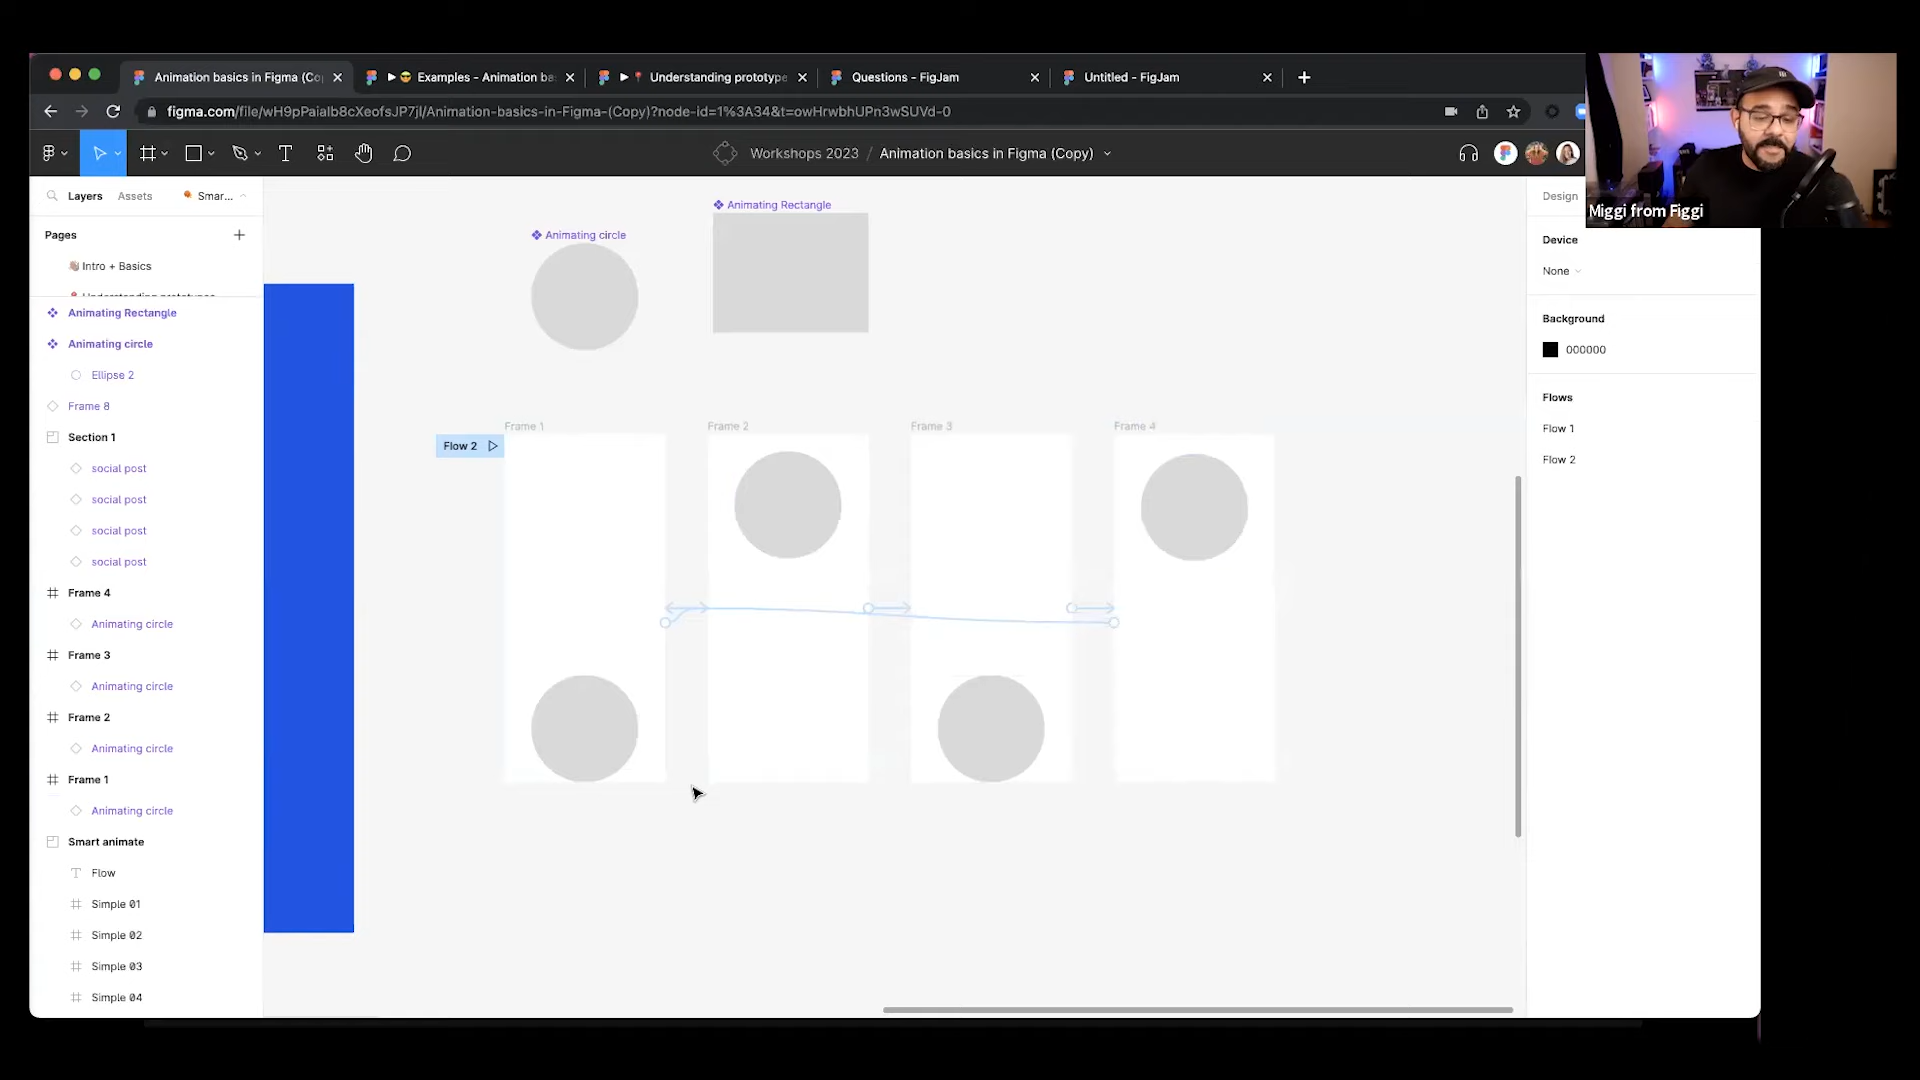 Animation basics in Figma (Co
Examples - Animation ba
Understanding prototype
Questions - FigJam
Untitled - FigJam
figma.com/file/wH9pPaialb8cXeofsJP7jl/Animation-basics-in-Figma-(Copy)?node-id=1%3A34&t=owHrwbhUPn3wSUVd-0
Workshops 2023 / Animation basics in Figma (Copy)
Miggi from Figgi
Layers
Assets
Smar...
Pages
Intro + Basics
Understanding prototypes
Animating Rectangle
Animating circle
Ellipse 2
Frame 8
Section 1
social post
social post
social post
social post
Frame 4
Animating circle
Frame 3
Animating circle
Frame 2
Animating circle
Frame 1
Animating circle
Smart animate
Flow
Simple 01
Simple 02
Simple 03
Simple 04
Animating circle
Animating Rectangle
Flow 2
Frame 1
Frame 2
Frame 3
Frame 4
Design
Device
None
Background
000000
Flows
Flow 1
Flow 2